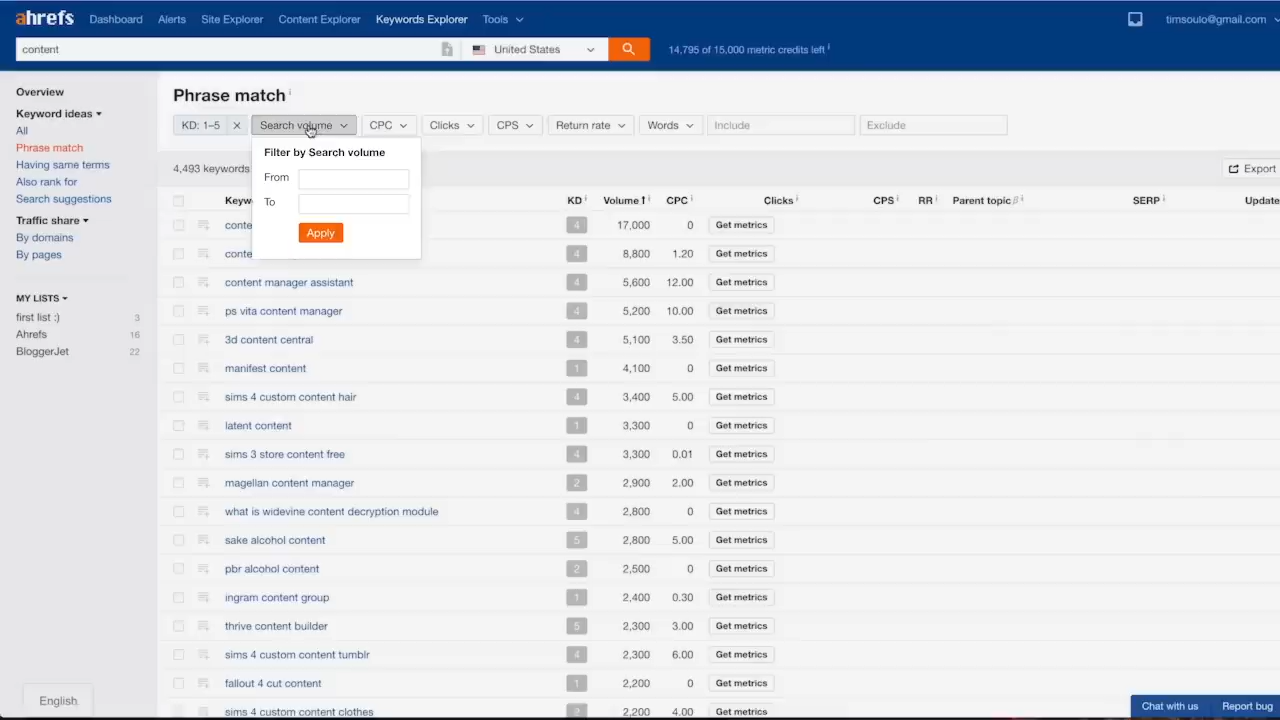 ahrefs Dashboard Alerts Site Explorer Content Explorer Keywords Explorer Tools timsoulo@gmail.com
content United States 14,795 of 15,000 metric credits left
Overview
Keyword ideas
All
Phrase match
Having same terms
Also rank for
Search suggestions
Traffic share
By domains
By pages
MY LISTS
first list :) 3
Ahrefs 16
BloggerJet 22
English
Phrase match
KD: 1–5 Search volume CPC Clicks CPS Return rate Words Include Exclude
Filter by Search volume
From
To
Apply
4,493 keywords Export
KD Volume CPC Clicks CPS RR Parent topic SERP Update
4 17,000 0 Get metrics
4 8,800 1.20 Get metrics
content manager assistant 4 5,600 12.00 Get metrics
ps vita content manager 4 5,200 10.00 Get metrics
3d content central 4 5,100 3.50 Get metrics
manifest content 1 4,100 0 Get metrics
sims 4 custom content hair 4 3,400 5.00 Get metrics
latent content 1 3,300 0 Get metrics
sims 3 store content free 4 3,300 0.01 Get metrics
magellan content manager 2 2,900 2.00 Get metrics
what is widevine content decryption module 4 2,800 0 Get metrics
sake alcohol content 5 2,800 5.00 Get metrics
pbr alcohol content 2 2,500 0 Get metrics
ingram content group 1 2,400 0.30 Get metrics
thrive content builder 5 2,300 3.00 Get metrics
sims 4 custom content tumblr 4 2,300 6.00 Get metrics
fallout 4 cut content 1 2,200 0 Get metrics
sims 4 custom content clothes 2,200 4.00 Get metrics
Contact with us Report bug